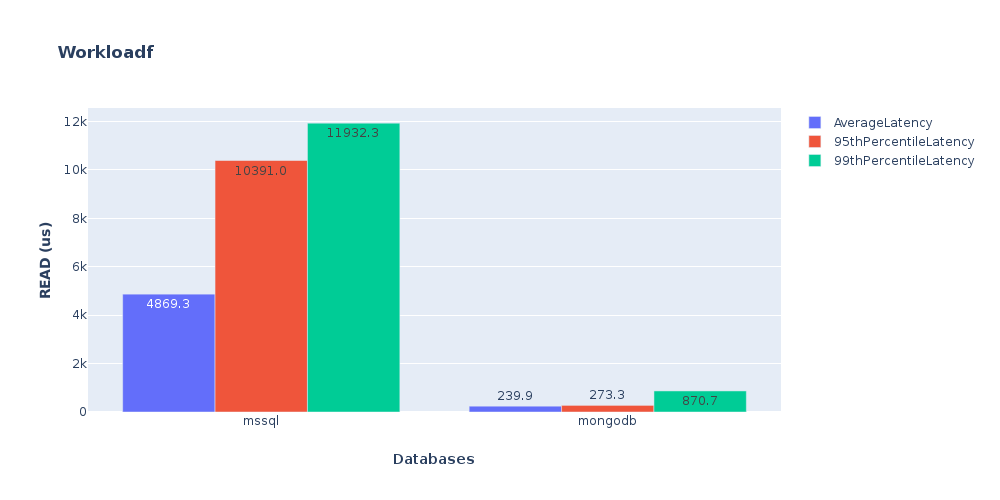 Workloadf
READ (us)
12k
10k
8k
6k
4k
2k
0
4869.3
10391.0
11932.3
239.9
273.3
870.7
mssql
mongodb
Databases
AverageLatency
95thPercentileLatency
99thPercentileLatency